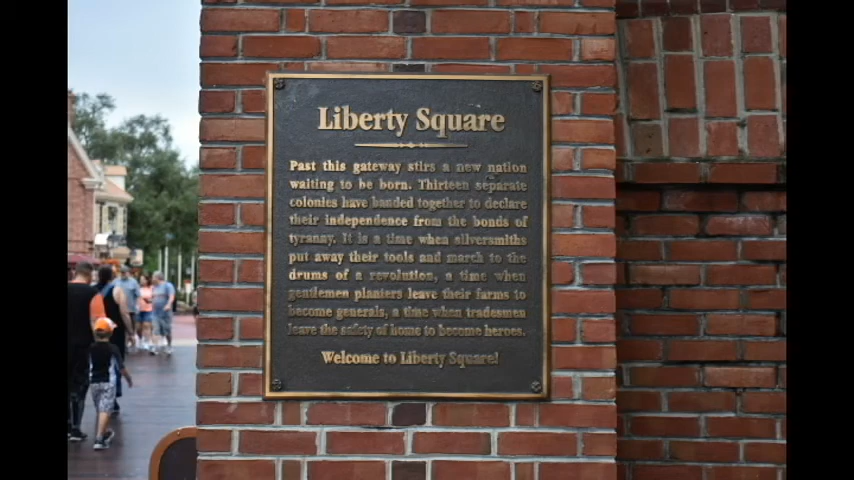 Liberty Square
Past this gateway stirs a new nation
waiting to be born. Thirteen separate
colonies have banded together to declare
their independence from the bonds of
tyranny. It is a time when silversmiths
put away their tools and march to the
drums of a revolution, a time when
gentlemen planters leave their farms to
become generals, a time when tradesmen
leave the safety of home to become heroes.
Welcome to Liberty Square!